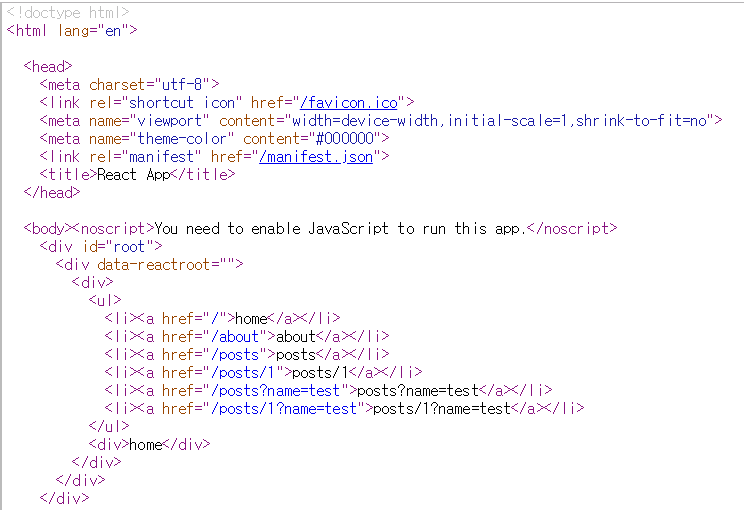 <!doctype html>
<html lang="en">
<head>
<meta charset="utf-8">
<link rel="shortcut icon" href="/favicon.ico">
<meta name="viewport" content="width=device-width,initial-scale=1,shrink-to-fit=no">
<meta name="theme-color" content="#000000">
<link rel="manifest" href="/manifest.json">
<title>React App</title>
</head>
<body><noscript>You need to enable JavaScript to run this app.</noscript>
<div id="root">
<div data-reactroot="">
<div>
<ul>
<li><a href="/">home</a></li>
<li><a href="/about">about</a></li>
<li><a href="/posts">posts</a></li>
<li><a href="/posts/1">posts/1</a></li>
<li><a href="/posts?name=test">posts?name=test</a></li>
<li><a href="/posts/1?name=test">posts/1?name=test</a></li>
</ul>
<div>home</div>
</div>
</div>
</div>